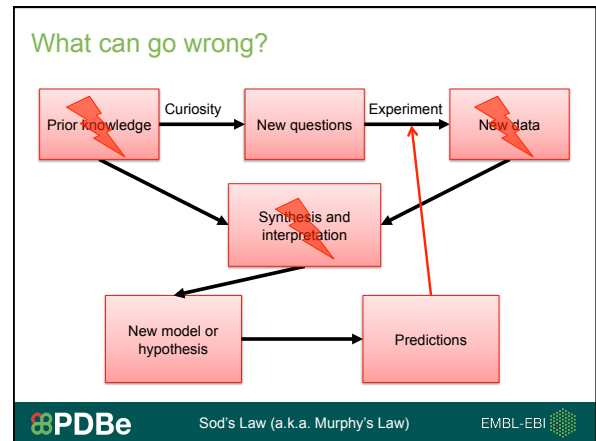 What can go wrong?
Curiosity
Experiment
Prior knowledge
New questions
New data
Synthesis and
interpretation
New model or
hypothesis
Predictions
PDBe
Sod's Law (a.k.a. Murphy's Law)
EMBL-EBI